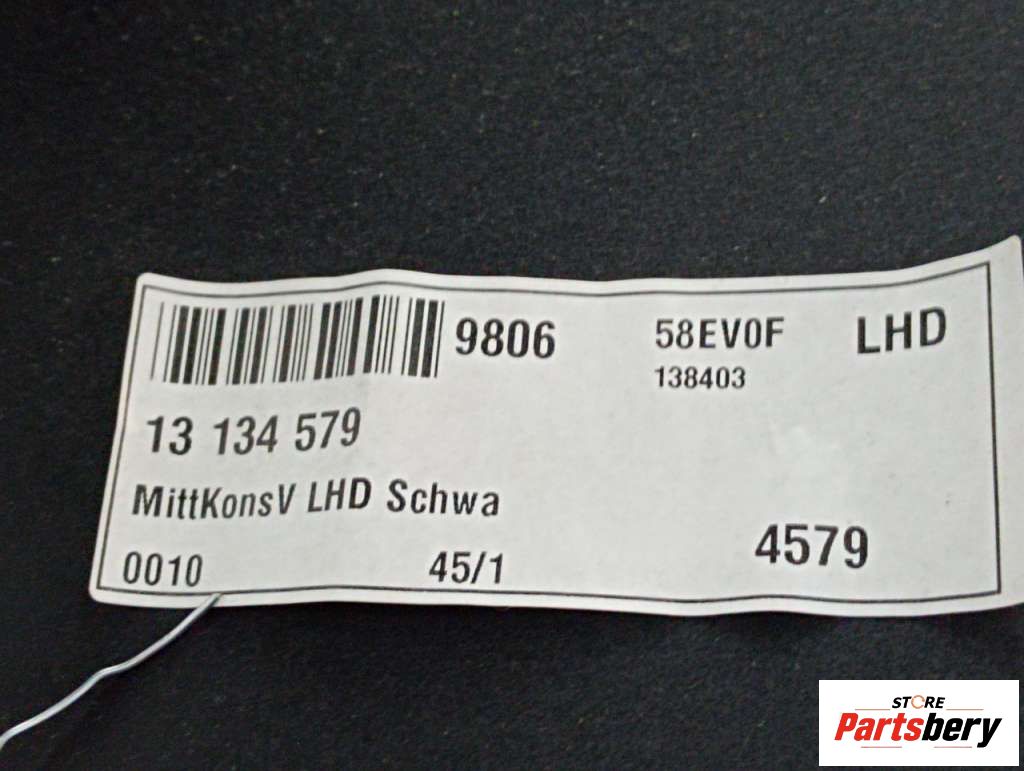 9806 58EV0F LHD
138403
13 134 579
MittKonsV LHD Schwa
0010 45/1 4579
STORE
Partsbery